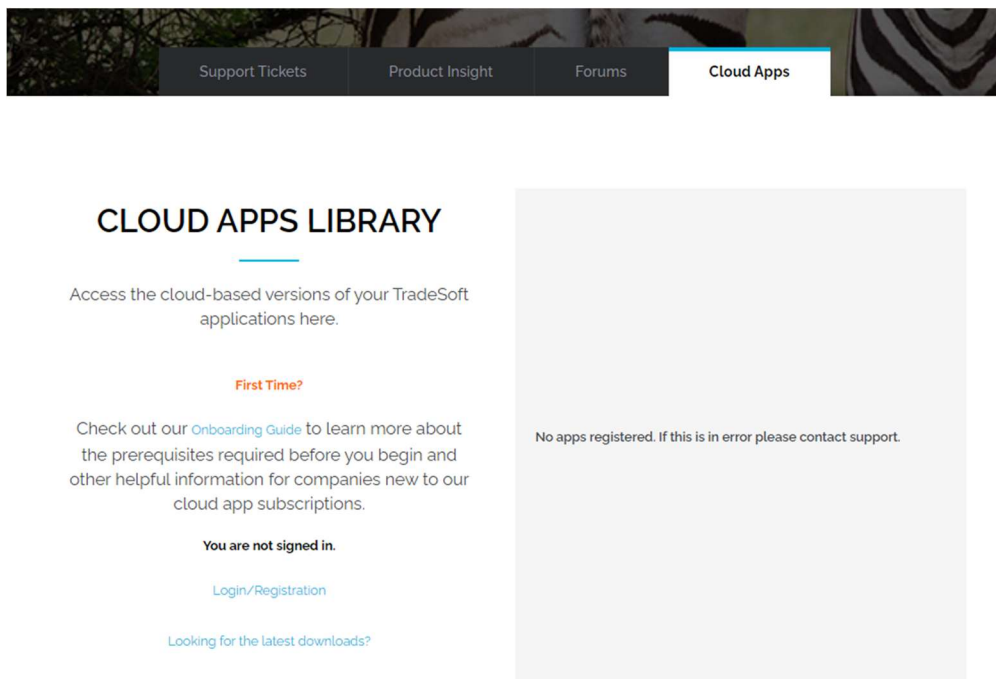 Support Tickets
Product Insight
Forums
Cloud Apps
CLOUD APPS LIBRARY
Access the cloud-based versions of your TradeSoft
applications here.
First Time?
Check out our Onboarding Guide to learn more about
the prerequisites required before you begin and
other helpful information for companies new to our
cloud app subscriptions.
You are not signed in.
Login/Registration
Looking for the latest downloads?
No apps registered. If this is in error please contact support.